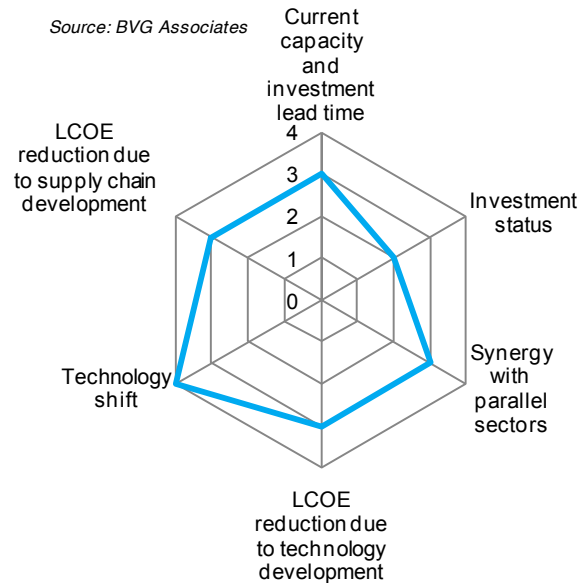 Source: BVG Associates
Current
capacity
and
investment
lead time
LCOE
reduction due
to supply chain
development
4
3
2
1
0
Investment
status
Technology
shift
Synergy
with
parallel
sectors
LCOE
reduction due
to technology
development